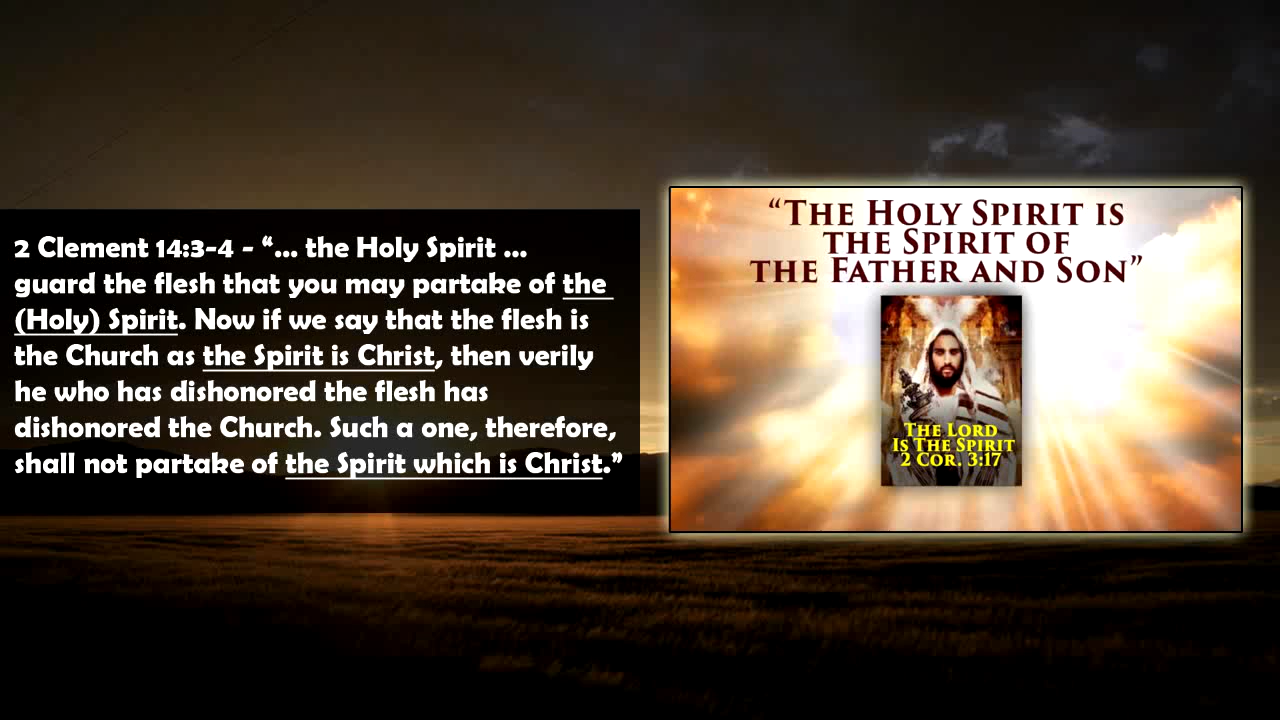 2 Clement 14:3-4 - “... the Holy Spirit ...
guard the flesh that you may partake of the
(Holy) Spirit. Now if we say that the flesh is
the Church as the Spirit is Christ, then verily
he who has dishonored the flesh has
dishonored the Church. Such a one, therefore,
shall not partake of the Spirit which is Christ.”
“The Holy Spirit is
the Spirit of
the Father and Son”
The Lord
Is The Spirit
2 Cor. 3:17